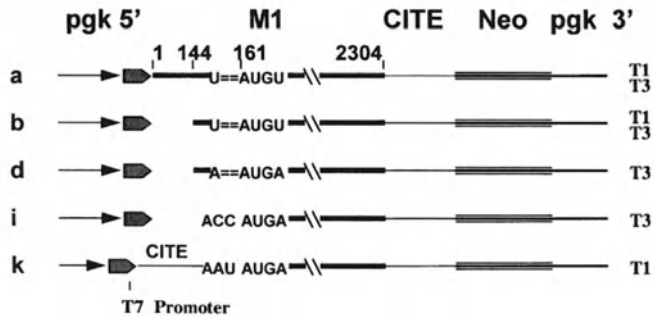 pgk 5' M1 CITE Neo pgk 3'
1 144 161 2304
a U==AUGU T1 T3
b U==AUGU T1 T3
d A==AUGA T3
i ACC AUGA T3
k CITE AAU AUGA T1
T7 Promoter